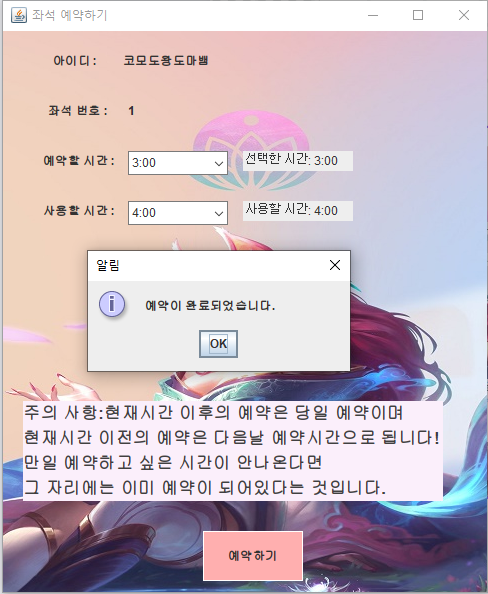 좌석 예약하기
아이디 : 코모도왕도마뱀
좌석 번호 : 1
예약할 시간 : 3:00 선택한 시간: 3:00
사용할 시간 : 4:00 사용할 시간: 4:00
알림
예약이 완료되었습니다.
OK
주의 사항:현재시간 이후의 예약은 당일 예약이며
현재시간 이전의 예약은 다음날 예약시간으로 됩니다!
만일 예약하고 싶은 시간이 안나온다면
그 자리에는 이미 예약이 되어있다는 것입니다.
예약하기